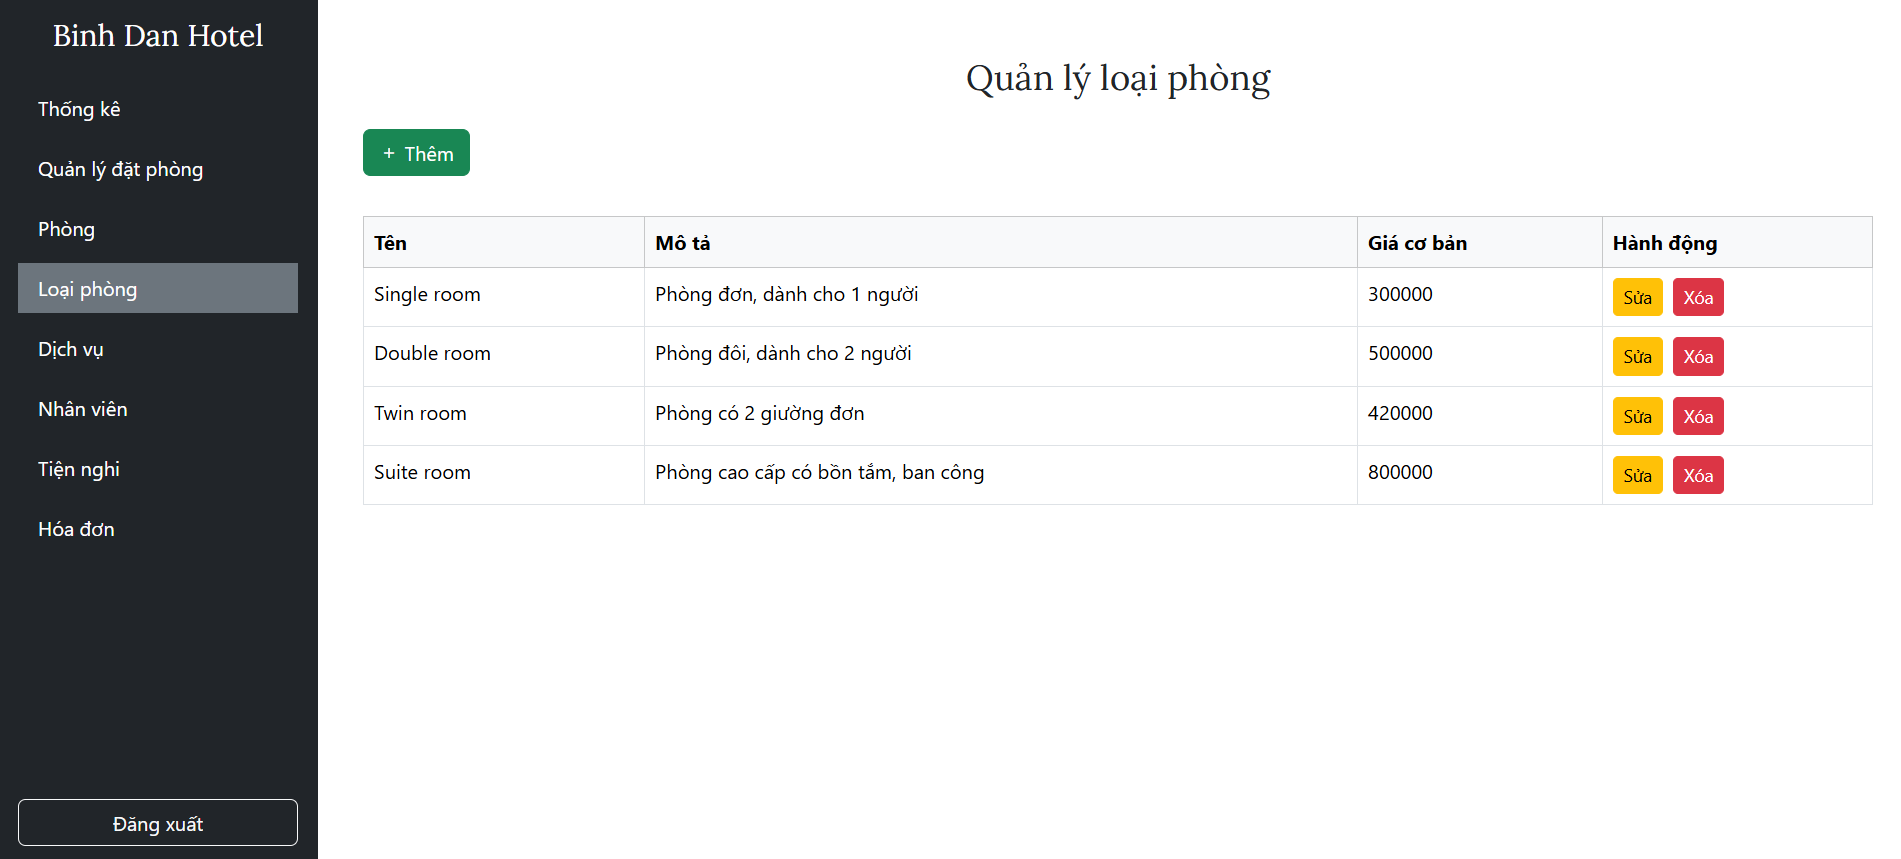 Binh Dan Hotel
Thống kê
Quản lý đặt phòng
Phòng
Loại phòng
Dịch vụ
Nhân viên
Tiện nghi
Hóa đơn
Đăng xuất
Quản lý loại phòng
+ Thêm
Tên Mô tả Giá cơ bản Hành động
Single room Phòng đơn, dành cho 1 người 300000 Sửa Xóa
Double room Phòng đôi, dành cho 2 người 500000 Sửa Xóa
Twin room Phòng có 2 giường đơn 420000 Sửa Xóa
Suite room Phòng cao cấp có bồn tắm, ban công 800000 Sửa Xóa